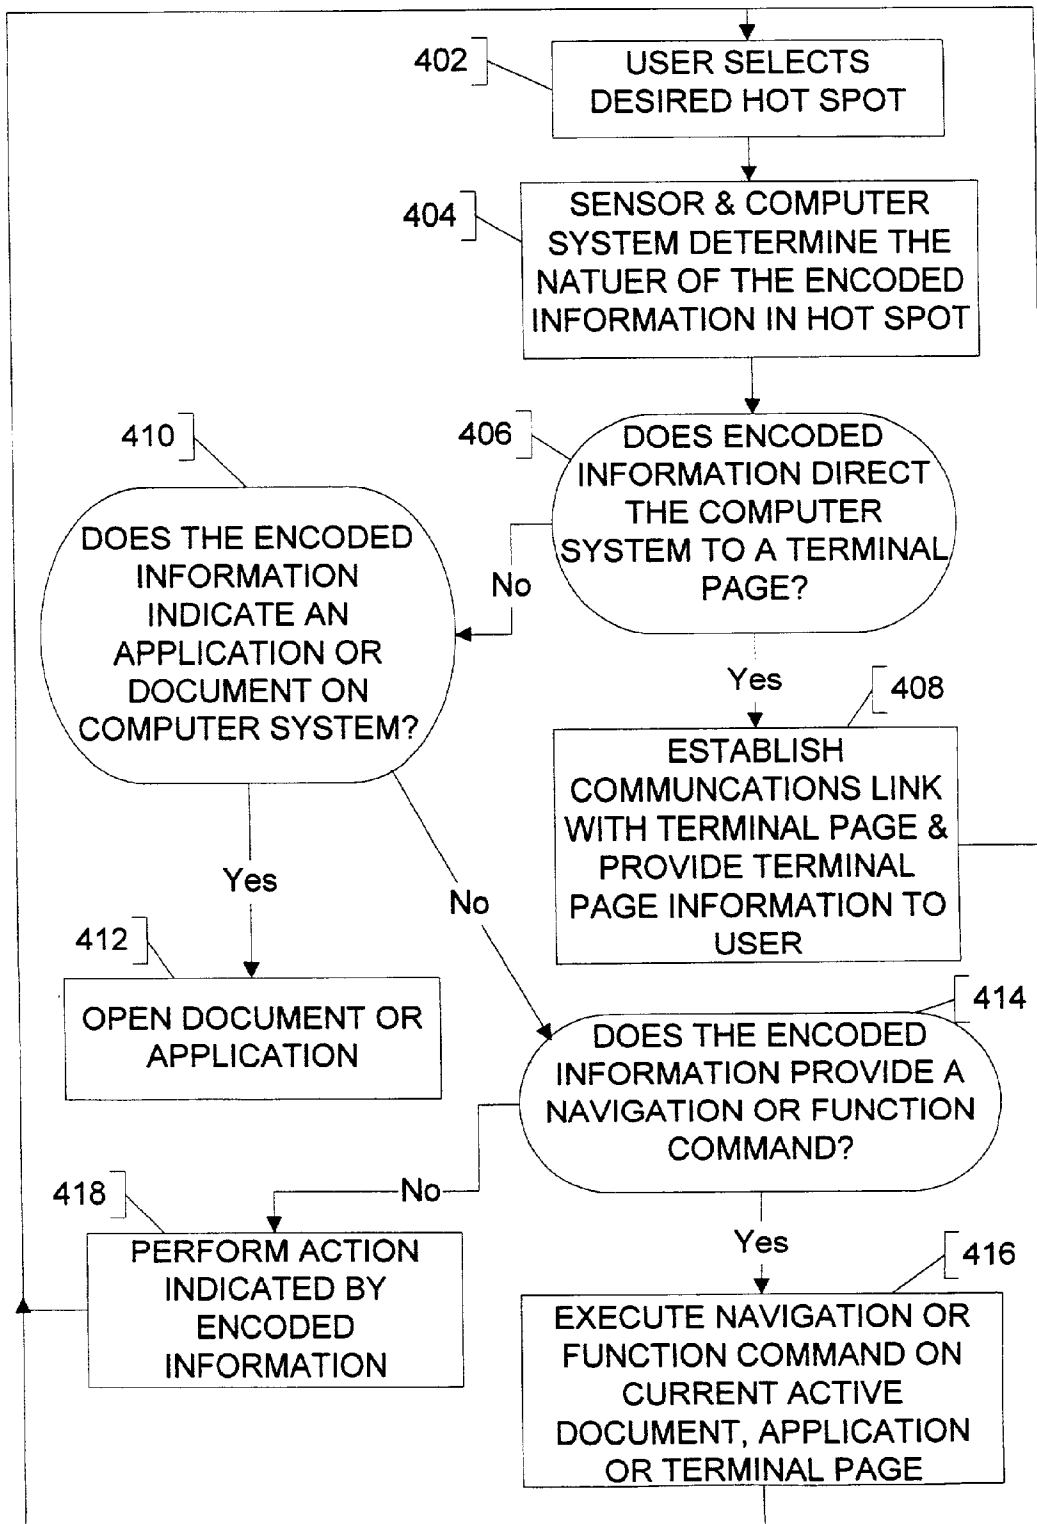 402
USER SELECTS
DESIRED HOT SPOT
404
SENSOR & COMPUTER
SYSTEM DETERMINE THE
NATUER OF THE ENCODED
INFORMATION IN HOT SPOT
406
DOES ENCODED
INFORMATION DIRECT
THE COMPUTER
SYSTEM TO A TERMINAL
PAGE?
No
Yes
410
DOES THE ENCODED
INFORMATION
INDICATE AN
APPLICATION OR
DOCUMENT ON
COMPUTER SYSTEM?
408
ESTABLISH
COMMUNCATIONS LINK
WITH TERMINAL PAGE &
PROVIDE TERMINAL
PAGE INFORMATION TO
USER
Yes
No
412
OPEN DOCUMENT OR
APPLICATION
414
DOES THE ENCODED
INFORMATION PROVIDE A
NAVIGATION OR FUNCTION
COMMAND?
No
Yes
418
PERFORM ACTION
INDICATED BY
ENCODED
INFORMATION
416
EXECUTE NAVIGATION OR
FUNCTION COMMAND ON
CURRENT ACTIVE
DOCUMENT, APPLICATION
OR TERMINAL PAGE